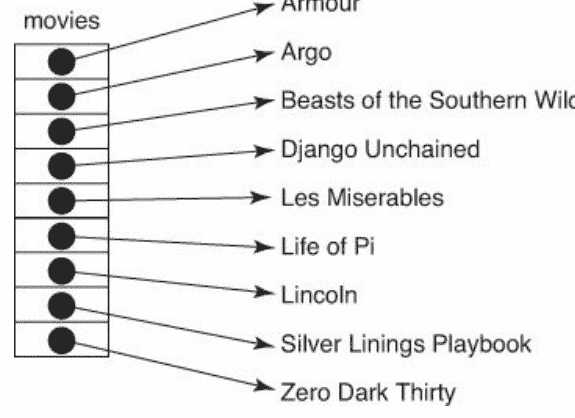 movies
Armour
Argo
Beasts of the Southern Wild
Django Unchained
Les Miserables
Life of Pi
Lincoln
Silver Linings Playbook
Zero Dark Thirty